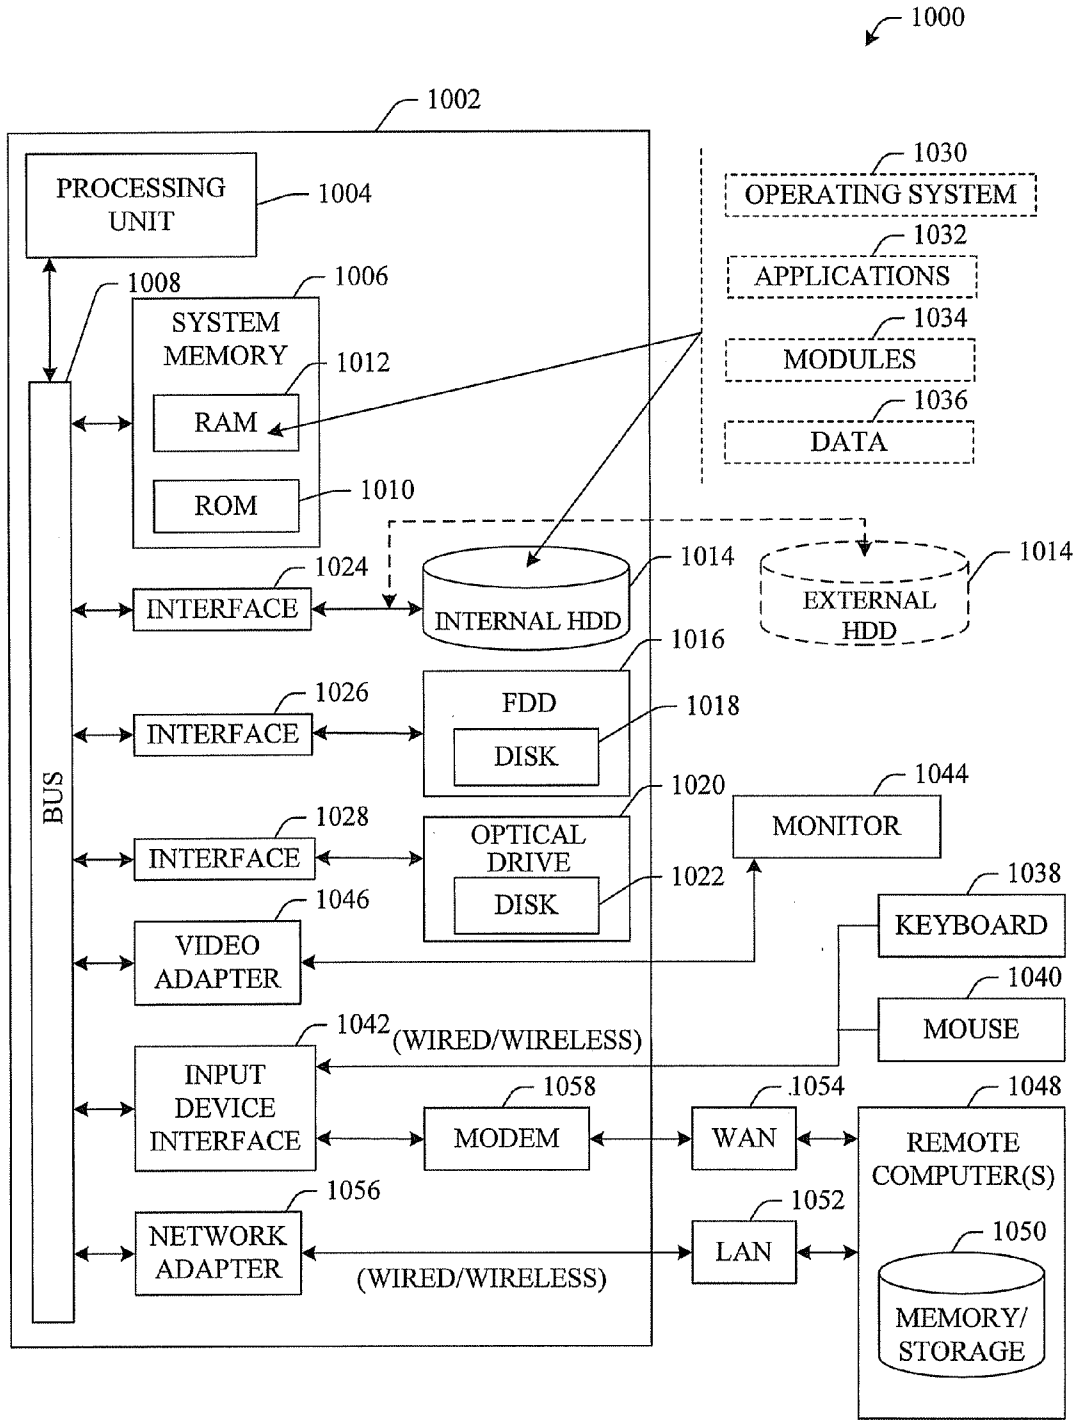 1000
1002
PROCESSING
UNIT
1004
1030
OPERATING SYSTEM
1032
APPLICATIONS
1034
MODULES
1036
DATA
1008
1006
SYSTEM
MEMORY
1012
RAM
1010
ROM
1024
INTERFACE
1014
INTERNAL HDD
1014
EXTERNAL
HDD
1026
INTERFACE
1016
FDD
1018
DISK
BUS
1028
INTERFACE
1020
OPTICAL
DRIVE
1022
DISK
1044
MONITOR
1046
VIDEO
ADAPTER
1038
KEYBOARD
1040
MOUSE
1042
INPUT
DEVICE
INTERFACE
(WIRED/WIRELESS)
1058
MODEM
1054
WAN
1048
REMOTE
COMPUTER(S)
1056
NETWORK
ADAPTER
(WIRED/WIRELESS)
1052
LAN
1050
MEMORY/
STORAGE